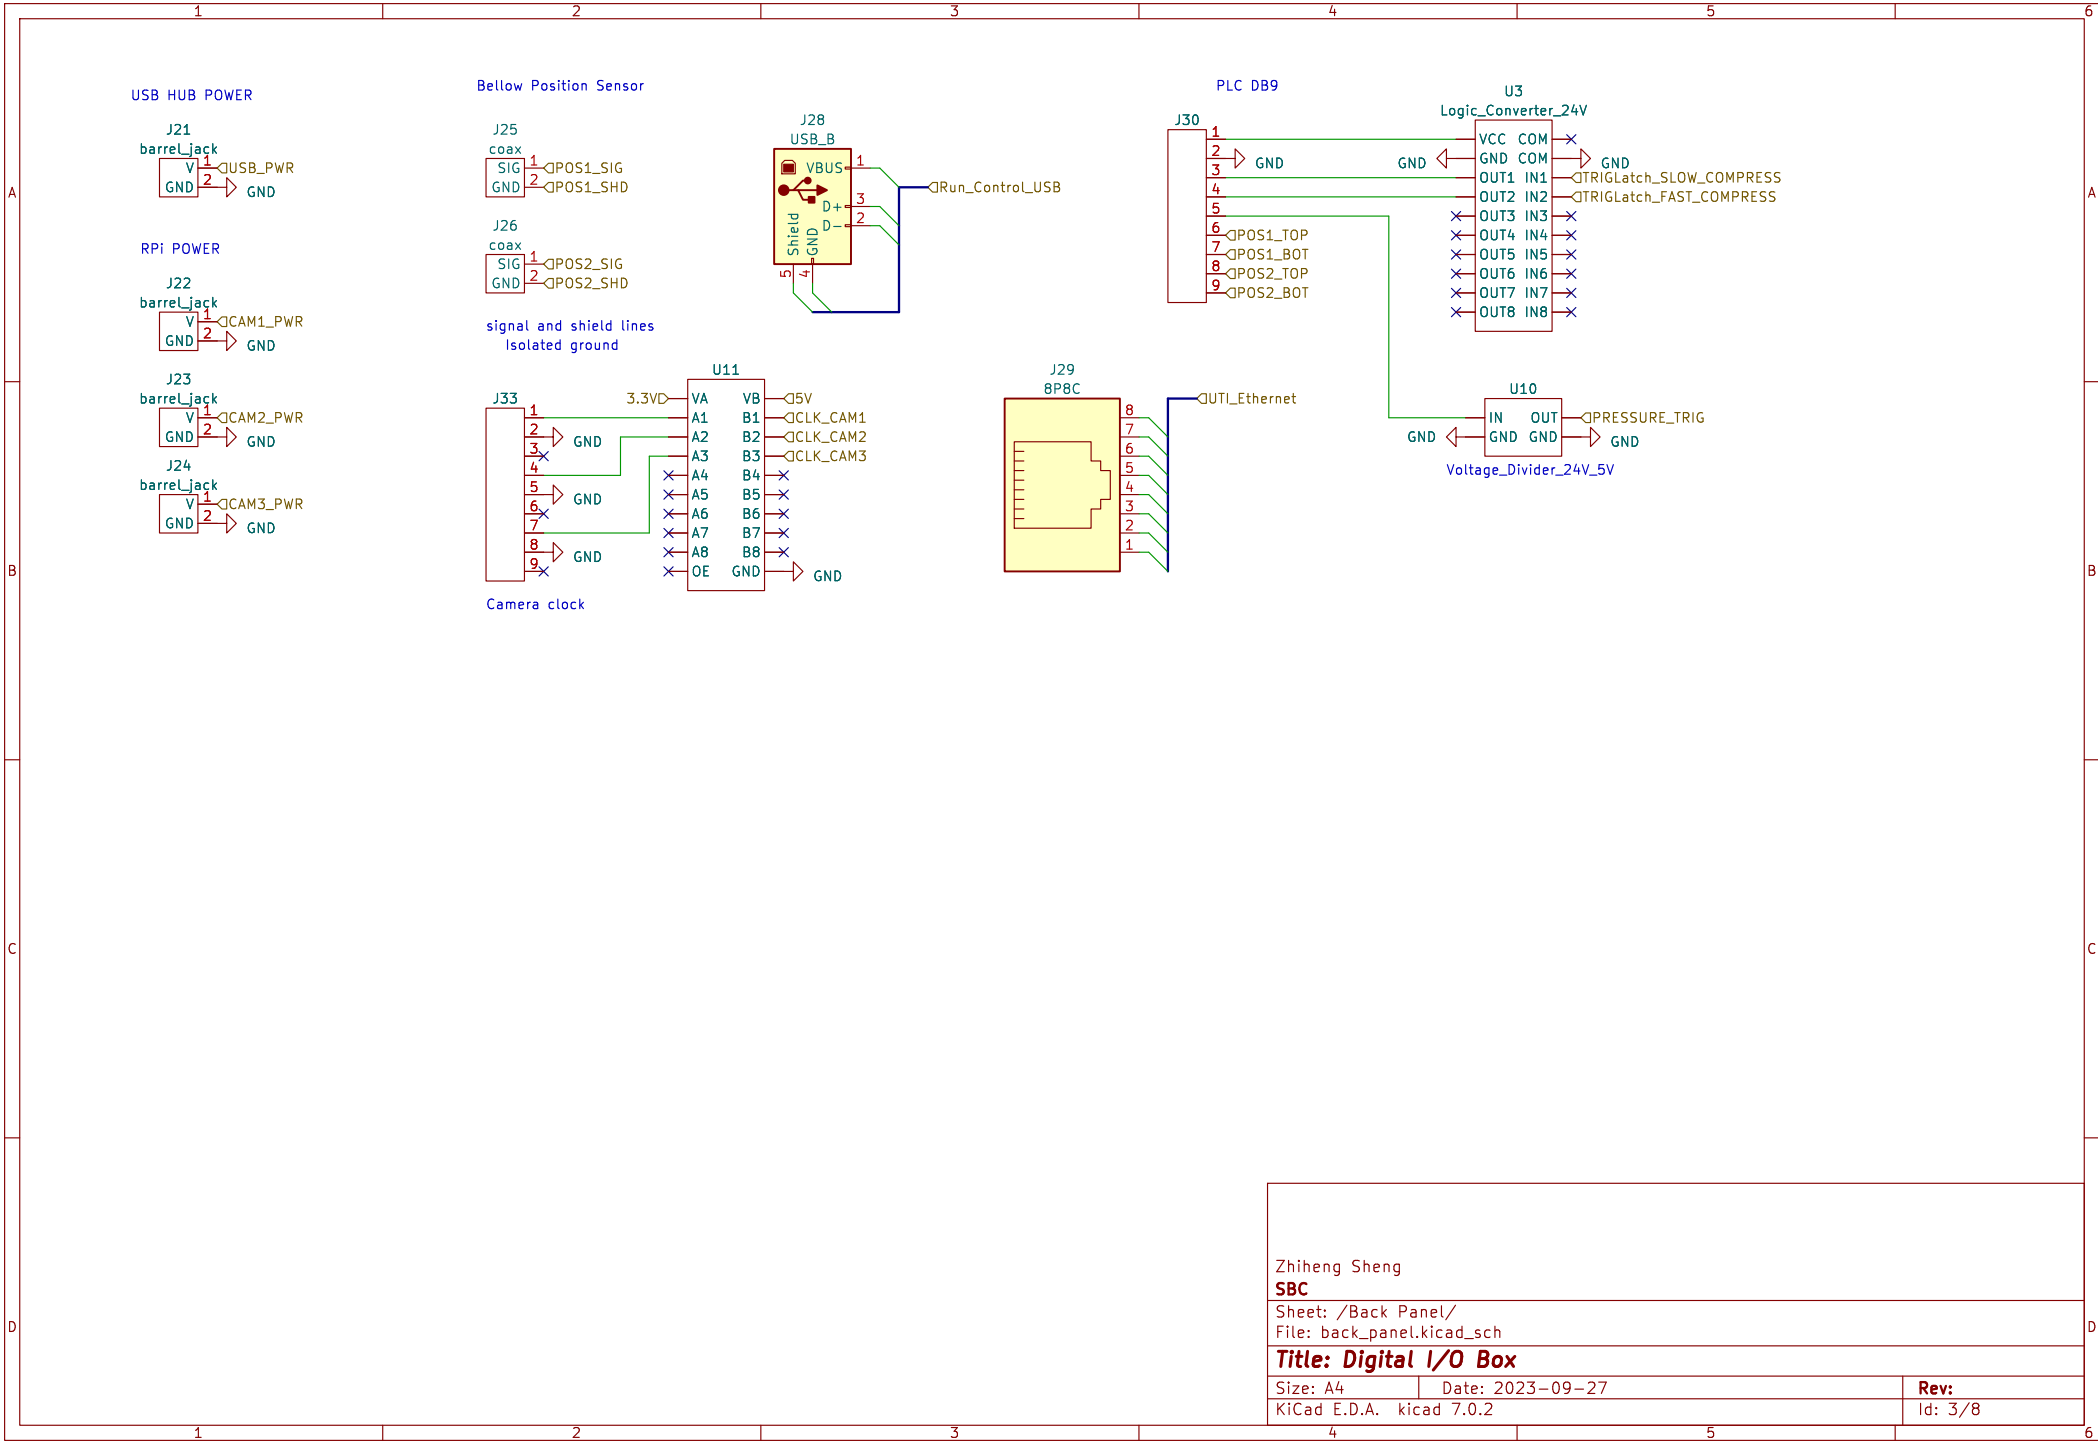 1 2 3 4 5 6
A
B
C
D
USB HUB POWER
J21
barrel_jack
V 1 USB_PWR
GND 2 GND
RPi POWER
J22
barrel_jack
V 1 CAM1_PWR
GND 2 GND
J23
barrel_jack
V 1 CAM2_PWR
GND 2 GND
J24
barrel_jack
V 1 CAM3_PWR
GND 2 GND
Bellow Position Sensor
J25
coax
SIG 1 POS1_SIG
GND 2 POS1_SHD
J26
coax
SIG 1 POS2_SIG
GND 2 POS2_SHD
signal and shield lines
Isolated ground
J33
1
2 GND
3
4
5 GND
6
7
8 GND
9
Camera clock
U11
3.3V VA VB 5V
A1 B1 CLK_CAM1
A2 B2 CLK_CAM2
A3 B3 CLK_CAM3
A4 B4
A5 B5
A6 B6
A7 B7
A8 B8
OE GND GND
J28
USB_B
VBUS 1
Run_Control_USB
D+ 3
D- 2
Shield GND
5 4
J29
8P8C
UTI_Ethernet
8
7
6
5
4
3
2
1
PLC DB9
J30
1
2 GND
3
4
5
6 POS1_TOP
7 POS1_BOT
8 POS2_TOP
9 POS2_BOT
U3
Logic_Converter_24V
VCC COM
GND GND COM GND
OUT1 IN1 TRIGLatch_SLOW_COMPRESS
OUT2 IN2 TRIGLatch_FAST_COMPRESS
OUT3 IN3
OUT4 IN4
OUT5 IN5
OUT6 IN6
OUT7 IN7
OUT8 IN8
U10
IN OUT PRESSURE_TRIG
GND GND GND GND
Voltage_Divider_24V_5V
A
B
C
D
Zhiheng Sheng
SBC
Sheet: /Back Panel/
File: back_panel.kicad_sch
Title: Digital I/O Box
Size: A4 Date: 2023-09-27 Rev:
KiCad E.D.A. kicad 7.0.2 Id: 3/8
1 2 3 4 5 6